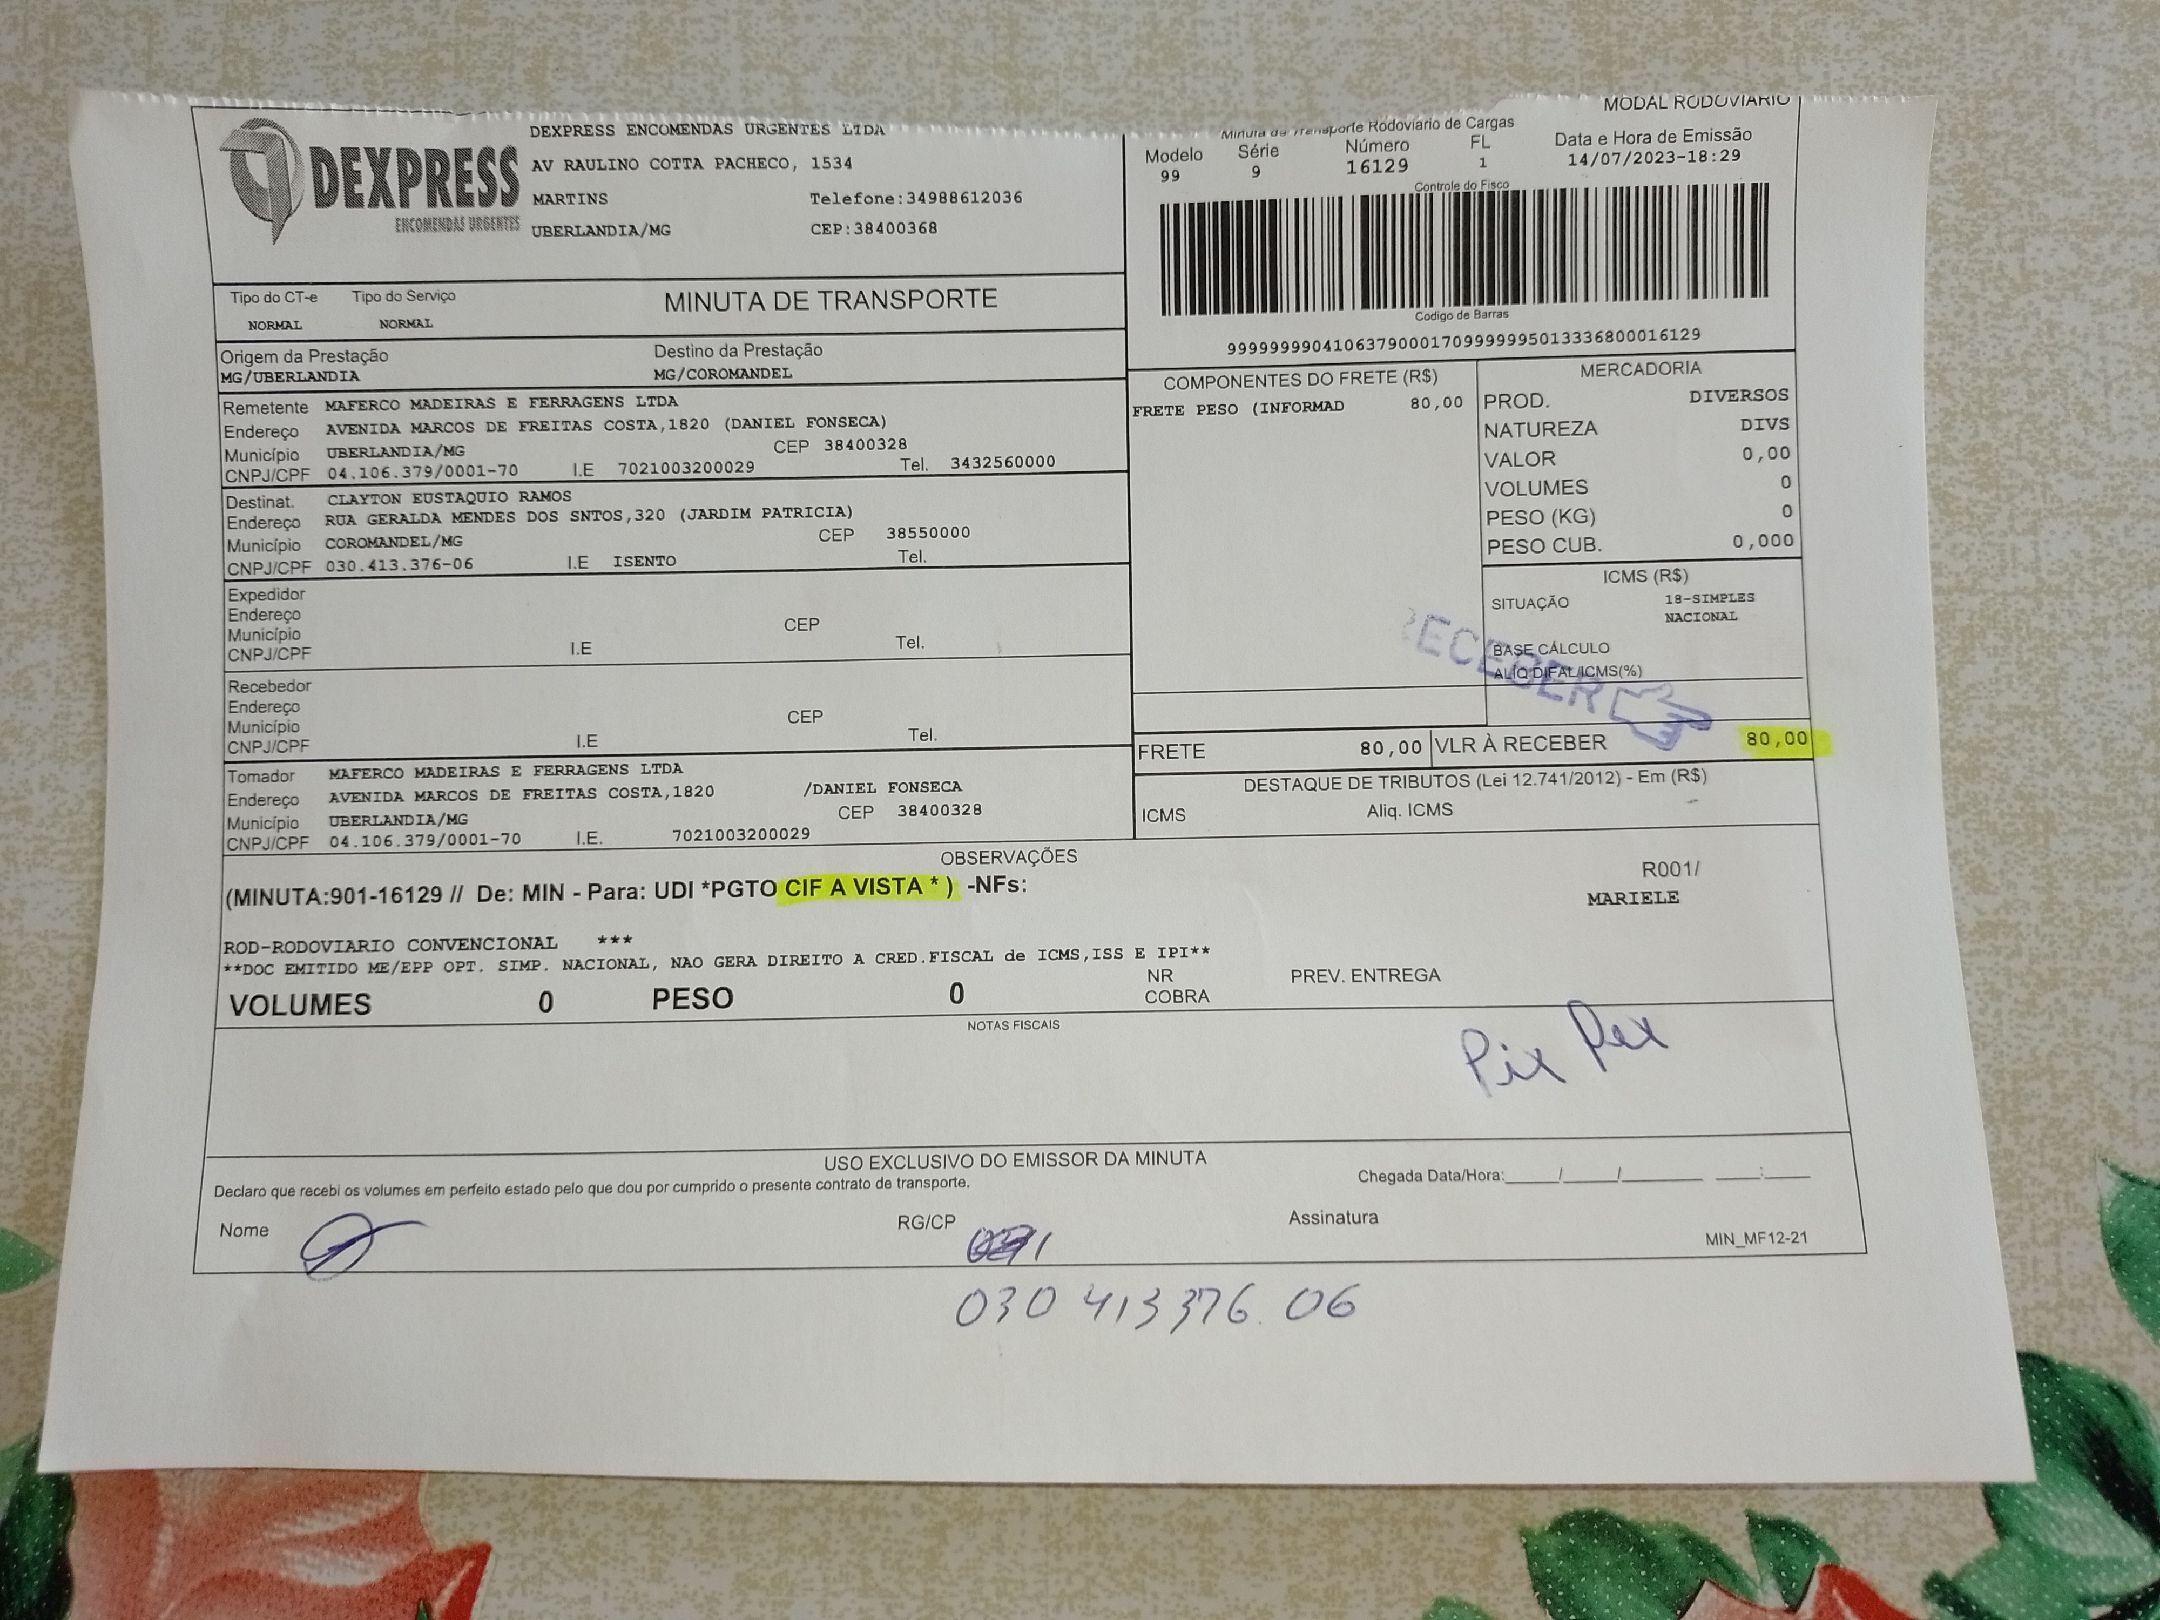 MODAL RODOVIARIO
DEXPRESS
ENCOMENDAS URGENTES
DEXPRESS ENCOMENDAS URGENTES LTDA
AV RAULINO COTTA PACHECO, 1534
MARTINS Telefone:34988612036
UBERLANDIA/MG CEP:38400368
Minuta de Transporte Rodoviario de Cargas
Modelo Série Número FL Data e Hora de Emissão
99 9 16129 1 14/07/2023-18:29
Controle do Fisco
Codigo de Barras
Tipo do CT-e Tipo do Serviço MINUTA DE TRANSPORTE
NORMAL NORMAL
Origem da Prestação Destino da Prestação
MG/UBERLANDIA MG/COROMANDEL
Remetente MAFERCO MADEIRAS E FERRAGENS LTDA
Endereço AVENIDA MARCOS DE FREITAS COSTA,1820 (DANIEL FONSECA)
Município UBERLANDIA/MG CEP 38400328
CNPJ/CPF 04.106.379/0001-70 I.E 7021003200029 Tel. 3432560000
Destinat. CLAYTON EUSTAQUIO RAMOS
Endereço RUA GERALDA MENDES DOS SNTOS,320 (JARDIM PATRICIA)
Município COROMANDEL/MG CEP 38550000
CNPJ/CPF 030.413.376-06 I.E ISENTO Tel.
Expedidor
Endereço
Município CEP
CNPJ/CPF I.E Tel.
Recebedor
Endereço
Município CEP
CNPJ/CPF I.E Tel.
Tomador MAFERCO MADEIRAS E FERRAGENS LTDA
Endereço AVENIDA MARCOS DE FREITAS COSTA,1820 /DANIEL FONSECA
Município UBERLANDIA/MG CEP 38400328
CNPJ/CPF 04.106.379/0001-70 I.E. 7021003200029
COMPONENTES DO FRETE (R$)
FRETE PESO (INFORMAD 80,00
MERCADORIA
PROD. DIVERSOS
NATUREZA DIVS
VALOR 0,00
VOLUMES 0
PESO (KG) 0
PESO CUB. 0,000
ICMS (R$)
SITUAÇÃO 18-SIMPLES
NACIONAL
BASE CÁLCULO
ALÍQ DIFAL/ICMS(%)
RECEBER
FRETE 80,00 VLR À RECEBER 80,00
DESTAQUE DE TRIBUTOS (Lei 12.741/2012) - Em (R$)
ICMS Aliq. ICMS
OBSERVAÇÕES
(MINUTA:901-16129 // De: MIN - Para: UDI *PGTO CIF A VISTA * ) -NFs:
R001/
MARIELE
ROD-RODOVIARIO CONVENCIONAL ***
**DOC EMITIDO ME/EPP OPT. SIMP. NACIONAL, NAO GERA DIREITO A CRED.FISCAL de ICMS,ISS E IPI**
VOLUMES 0 PESO 0 NR COBRA PREV. ENTREGA
NOTAS FISCAIS
USO EXCLUSIVO DO EMISSOR DA MINUTA
Declaro que recebi os volumes em perfeito estado pelo que dou por cumprido o presente contrato de transporte.
Chegada Data/Hora:____/____/______ ___:___
Nome RG/CP Assinatura
MIN_MF12-21
030 413 376. 06
Pix